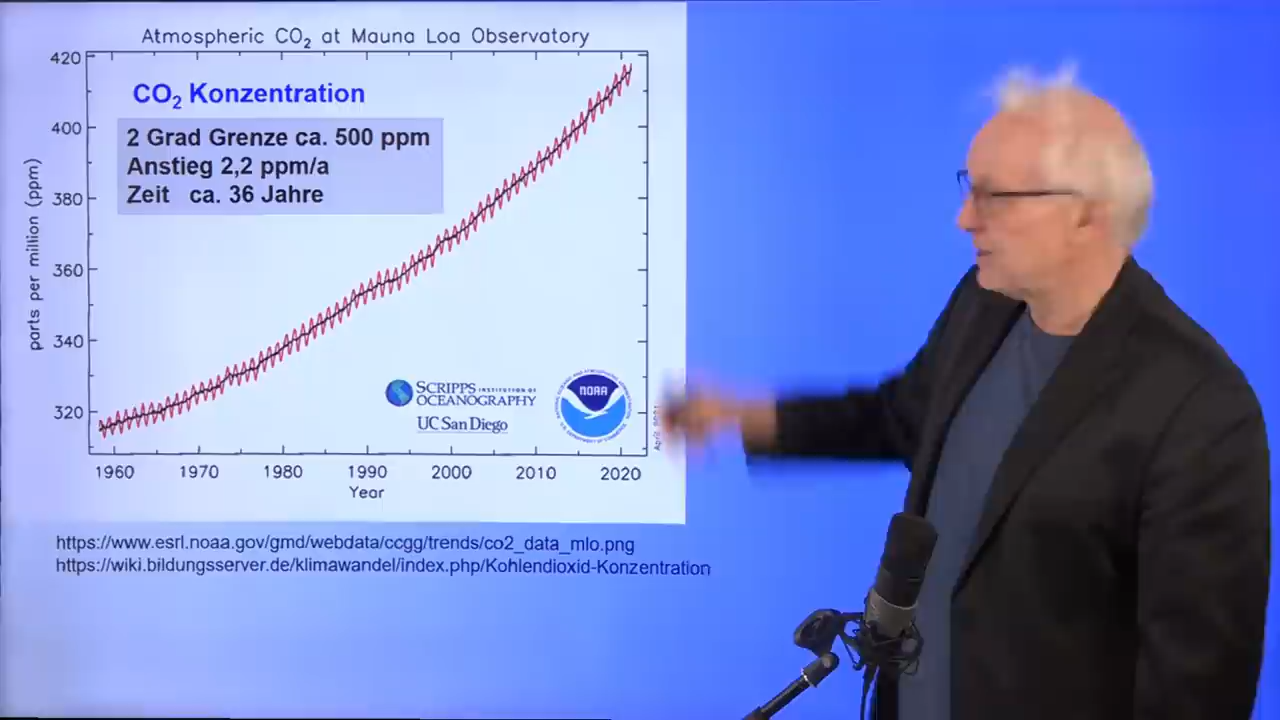 Atmospheric CO₂ at Mauna Loa Observatory
CO₂ Konzentration
2 Grad Grenze ca. 500 ppm
Anstieg 2,2 ppm/a
Zeit ca. 36 Jahre
parts per million (ppm)
420
400
380
360
340
320
SCRIPPS INSTITUTION OF
OCEANOGRAPHY
UC San Diego
NOAA
1960 1970 1980 1990 2000 2010 2020
Year
https://www.esrl.noaa.gov/gmd/webdata/ccgg/trends/co2_data_mlo.png
https://wiki.bildungsserver.de/klimawandel/index.php/Kohlendioxid-Konzentration